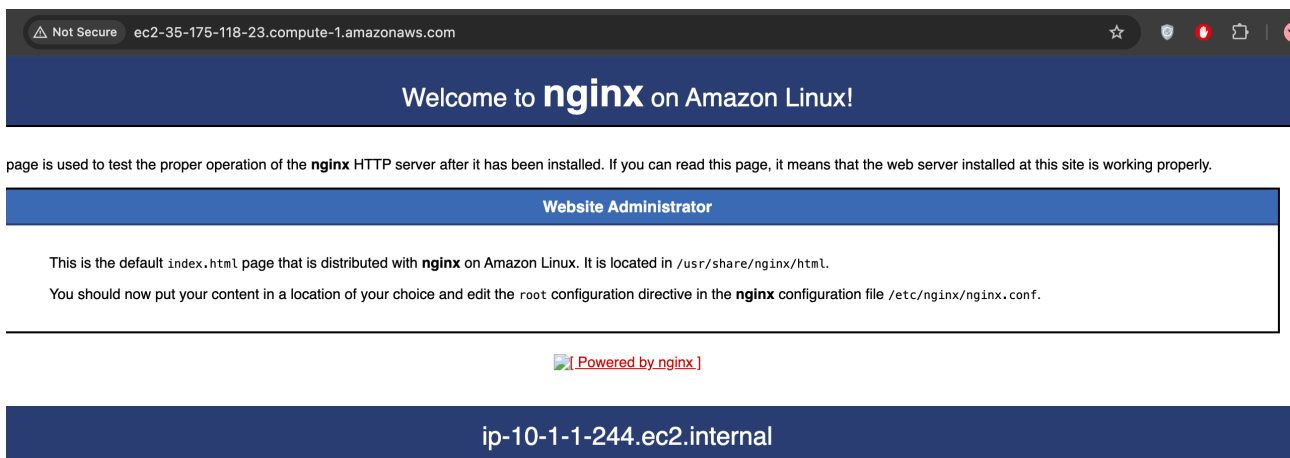 Not Secure ec2-35-175-118-23.compute-1.amazonaws.com
Welcome to nginx on Amazon Linux!
page is used to test the proper operation of the nginx HTTP server after it has been installed. If you can read this page, it means that the web server installed at this site is working properly.
Website Administrator
This is the default index.html page that is distributed with nginx on Amazon Linux. It is located in /usr/share/nginx/html.
You should now put your content in a location of your choice and edit the root configuration directive in the nginx configuration file /etc/nginx/nginx.conf.
[ Powered by nginx ]
ip-10-1-1-244.ec2.internal